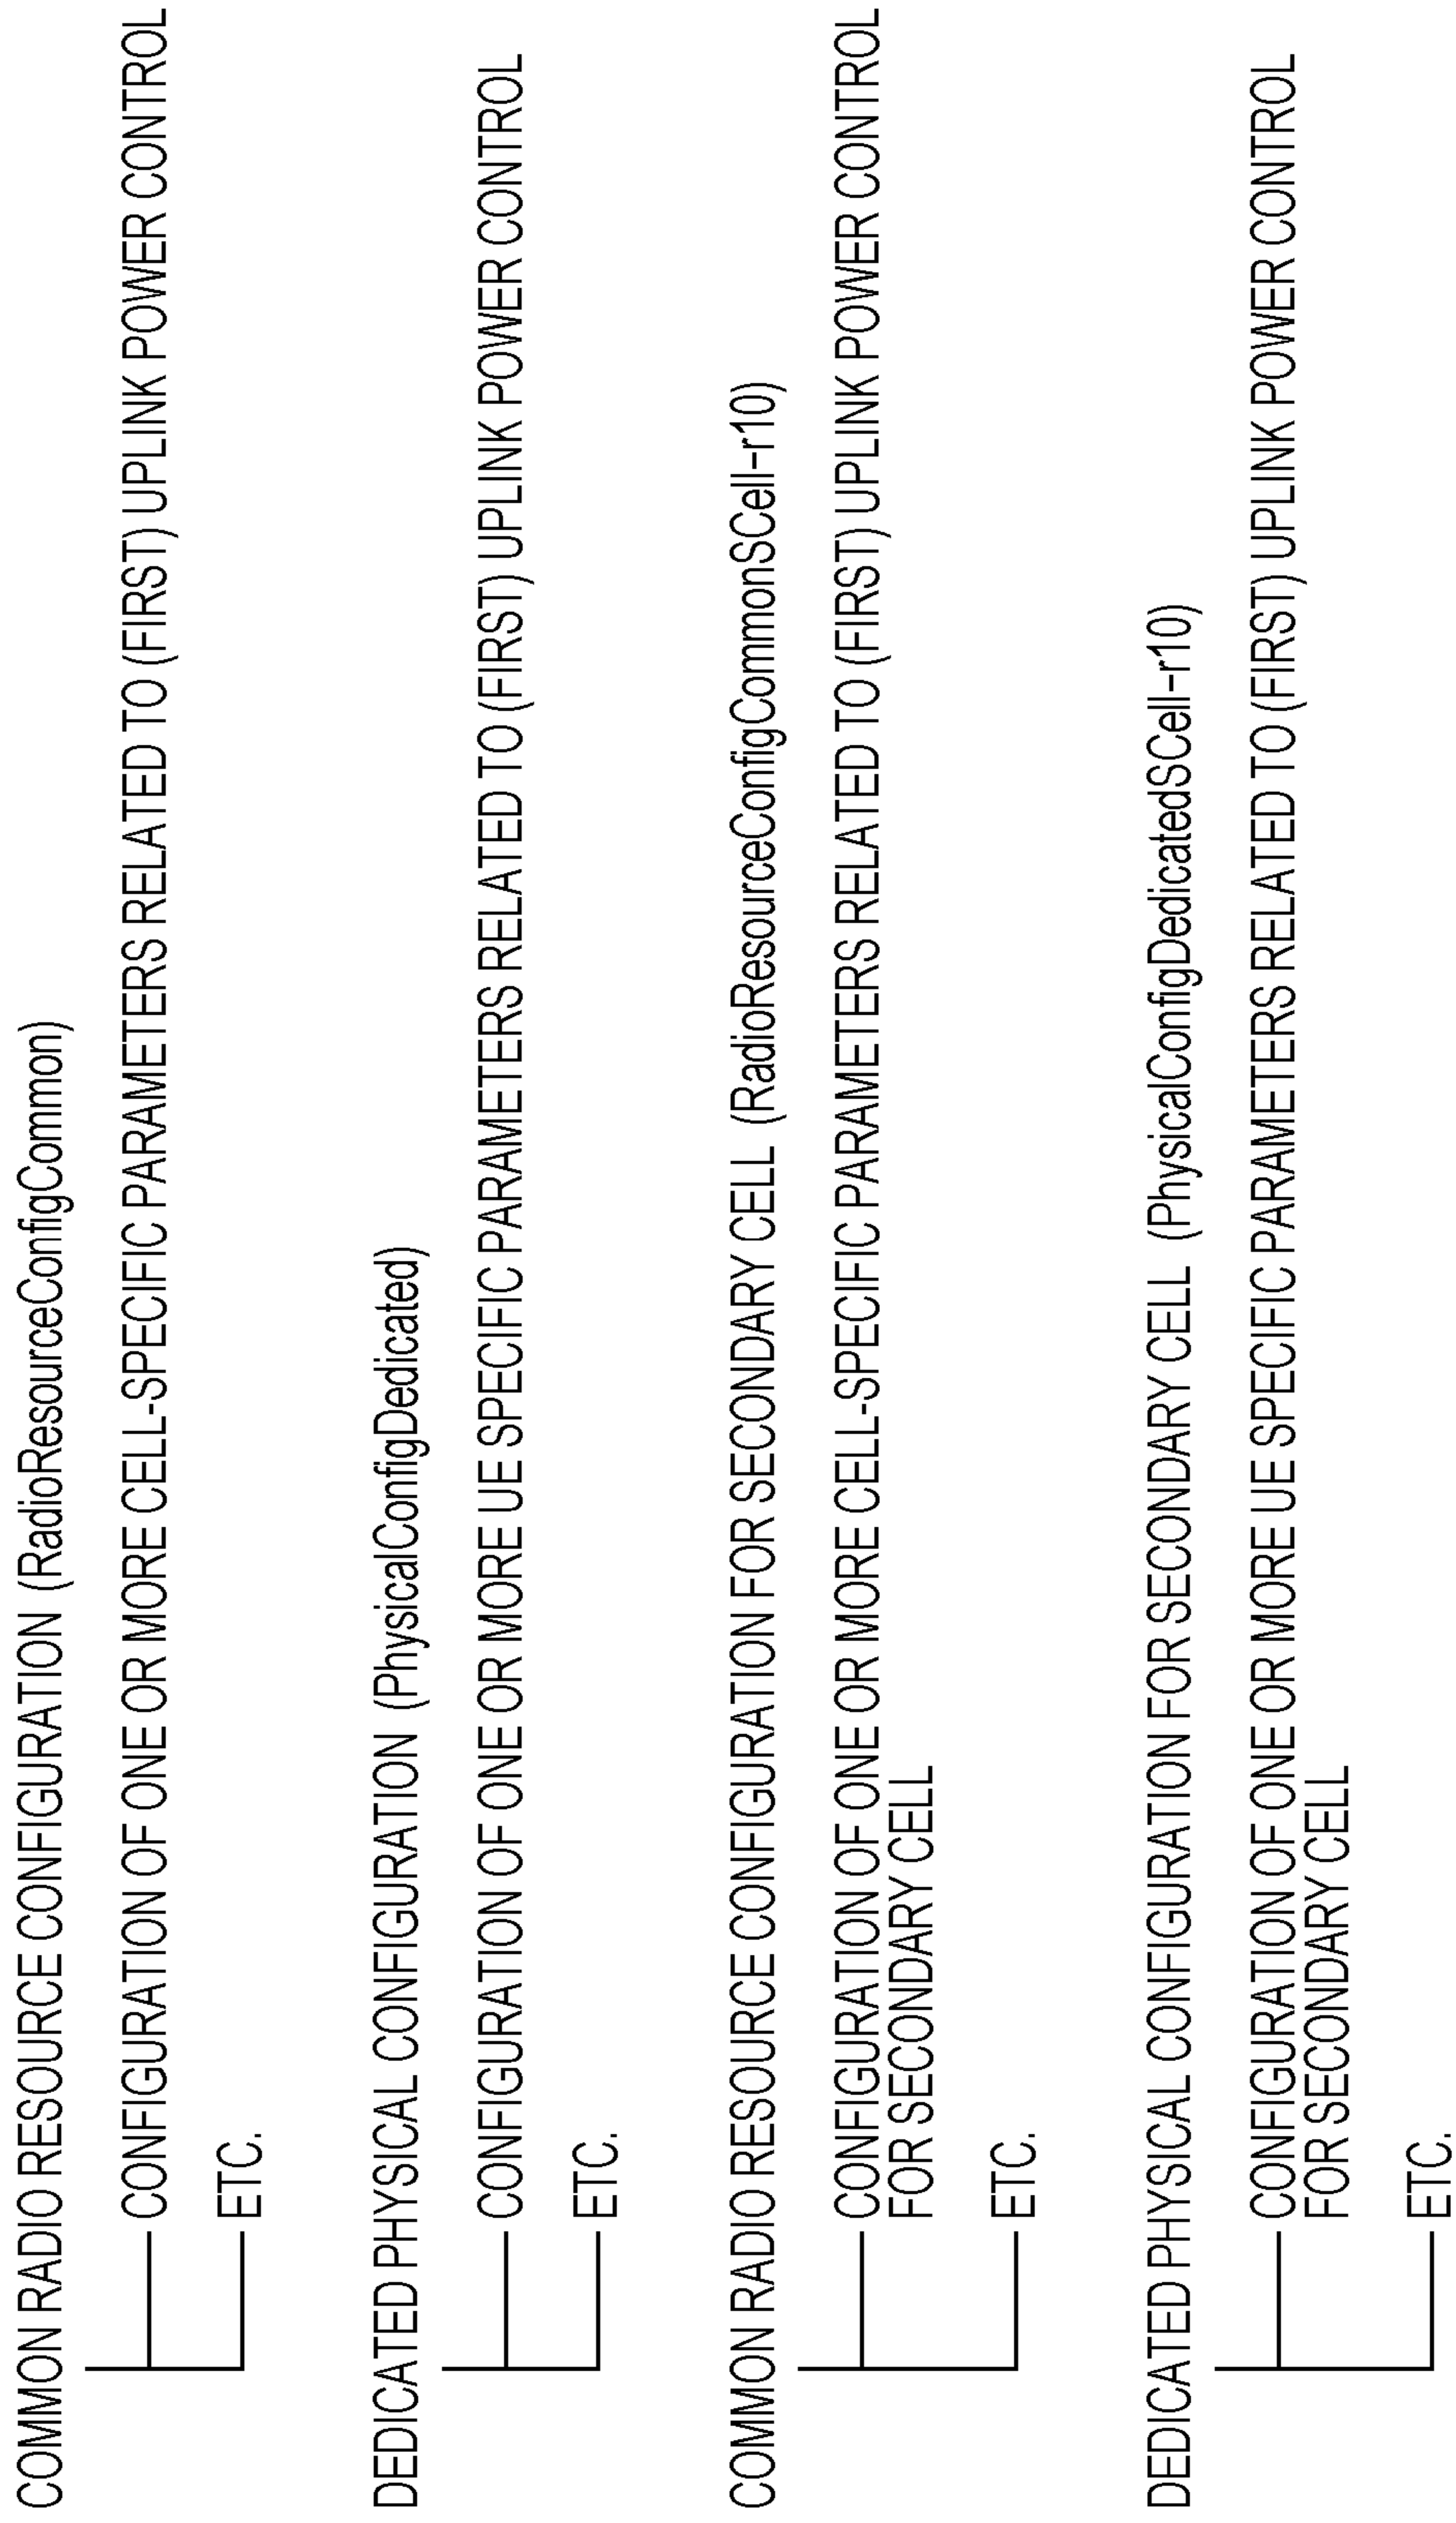 COMMON RADIO RESOURCE CONFIGURATION (RadioResourceConfigCommon)
CONFIGURATION OF ONE OR MORE CELL-SPECIFIC PARAMETERS RELATED TO (FIRST) UPLINK POWER CONTROL
ETC.
DEDICATED PHYSICAL CONFIGURATION (PhysicalConfigDedicated)
CONFIGURATION OF ONE OR MORE UE SPECIFIC PARAMETERS RELATED TO (FIRST) UPLINK POWER CONTROL
ETC.
COMMON RADIO RESOURCE CONFIGURATION FOR SECONDARY CELL (RadioResourceConfigCommonSCell-r10)
CONFIGURATION OF ONE OR MORE CELL-SPECIFIC PARAMETERS RELATED TO (FIRST) UPLINK POWER CONTROL
FOR SECONDARY CELL
ETC.
DEDICATED PHYSICAL CONFIGURATION FOR SECONDARY CELL (PhysicalConfigDedicatedSCell-r10)
CONFIGURATION OF ONE OR MORE UE SPECIFIC PARAMETERS RELATED TO (FIRST) UPLINK POWER CONTROL
FOR SECONDARY CELL
ETC.